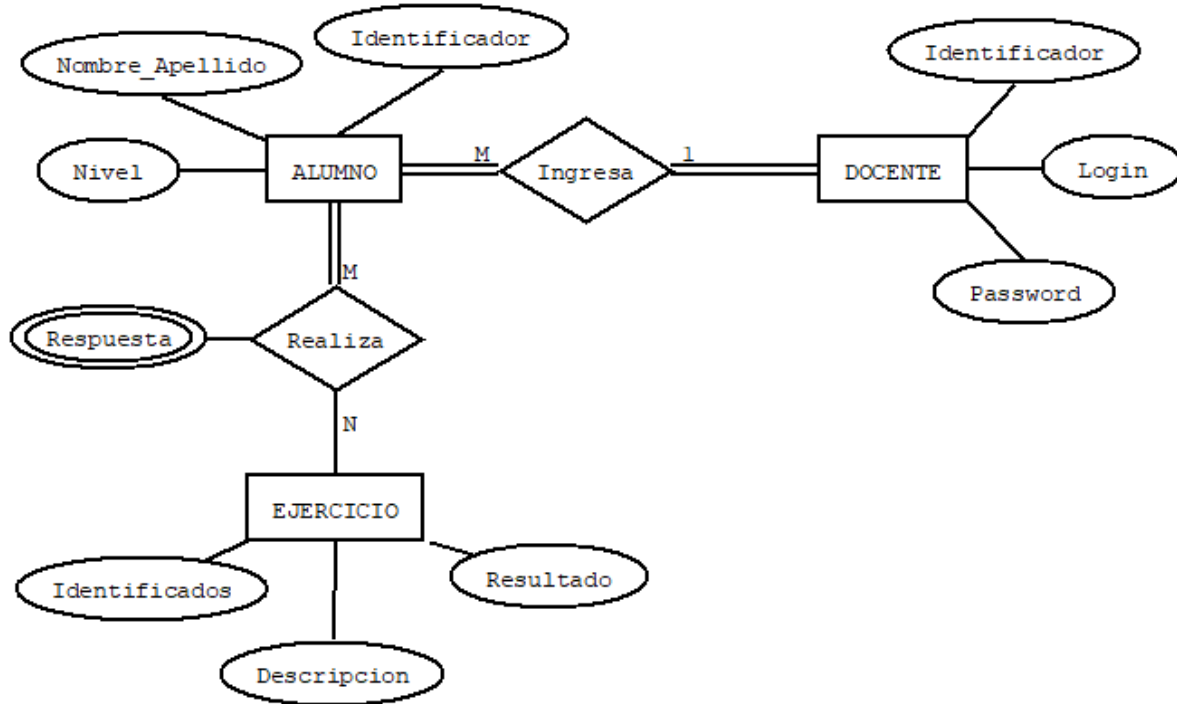 Identificador
Nombre_Apellido
Identificador
Nivel
ALUMNO
M
Ingresa
1
DOCENTE
Login
M
Password
Respuesta
Realiza
N
EJERCICIO
Identificados
Resultado
Descripcion